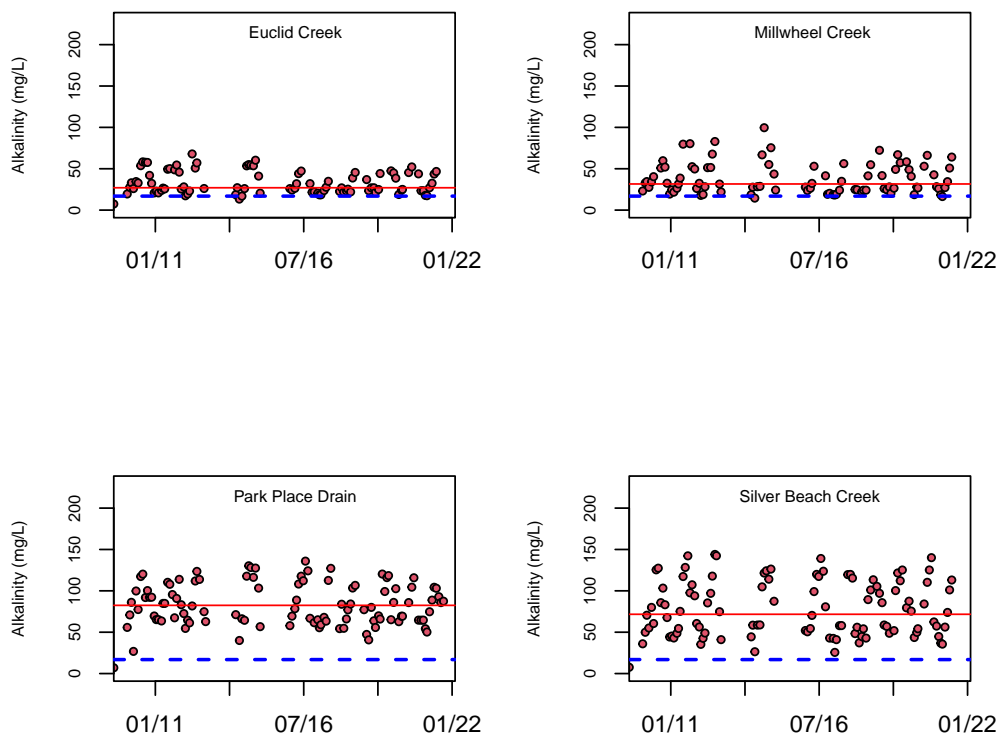 Euclid Creek
Alkalinity (mg/L)
200
150
100
50
0
01/11 07/16 01/22
Millwheel Creek
Alkalinity (mg/L)
200
150
100
50
0
01/11 07/16 01/22
Park Place Drain
Alkalinity (mg/L)
200
150
100
50
0
01/11 07/16 01/22
Silver Beach Creek
Alkalinity (mg/L)
200
150
100
50
0
01/11 07/16 01/22